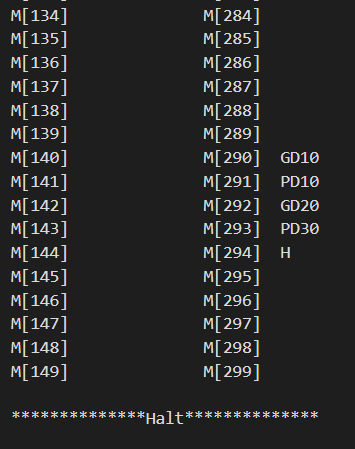 M[134] M[284]
M[135] M[285]
M[136] M[286]
M[137] M[287]
M[138] M[288]
M[139] M[289]
M[140] M[290] GD10
M[141] M[291] PD10
M[142] M[292] GD20
M[143] M[293] PD30
M[144] M[294] H
M[145] M[295]
M[146] M[296]
M[147] M[297]
M[148] M[298]
M[149] M[299]
**************Halt**************